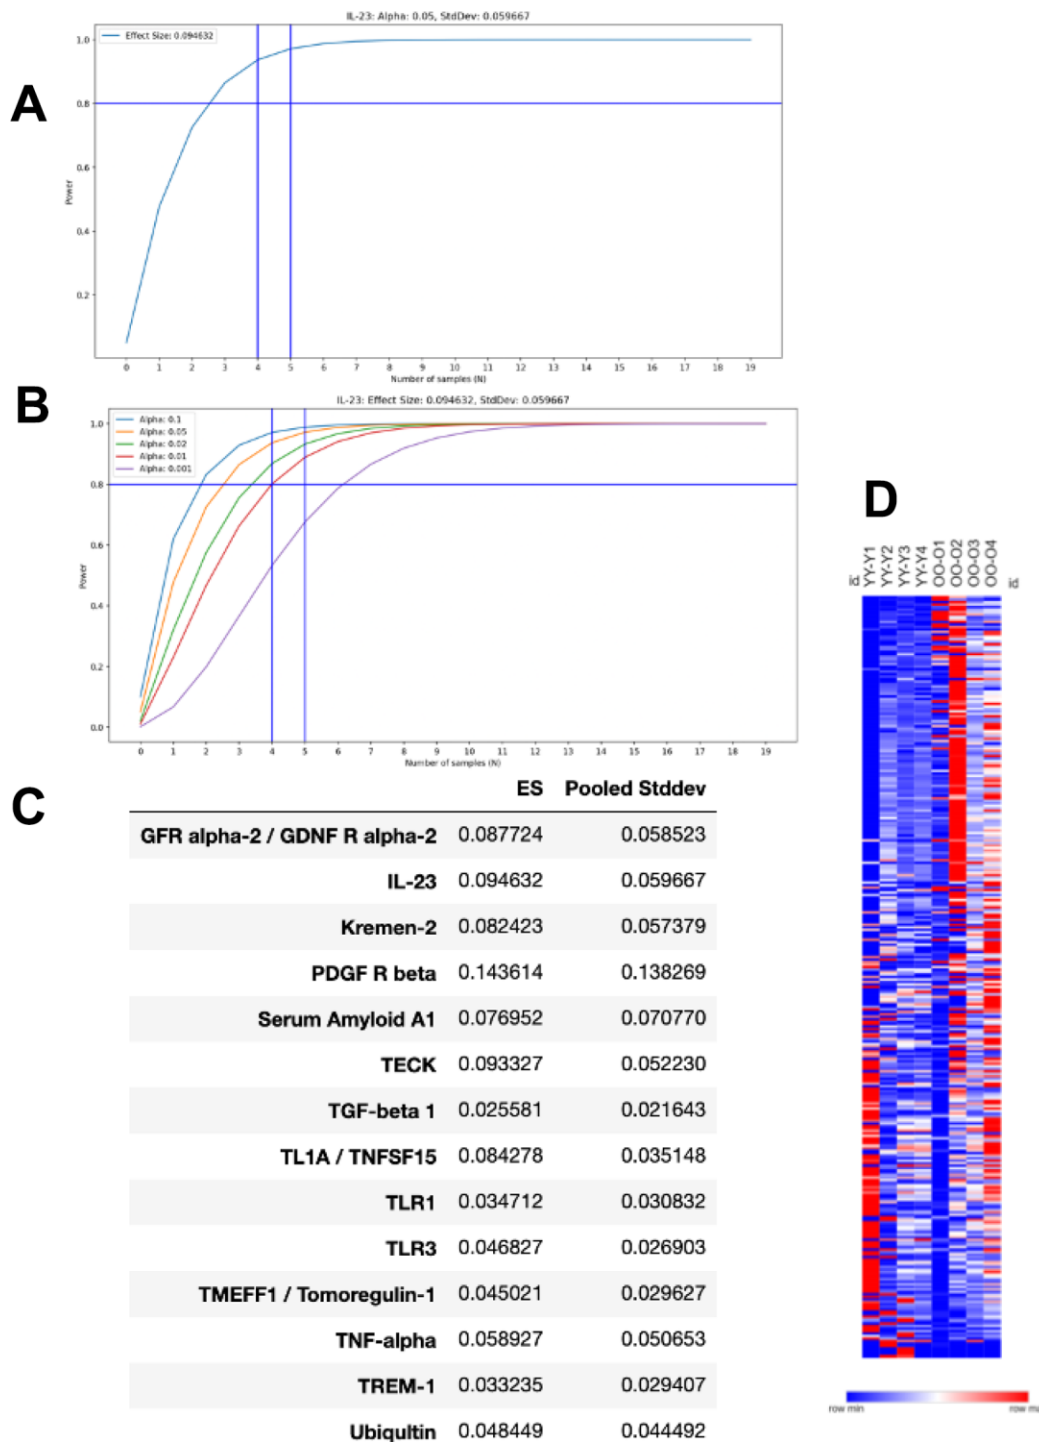 A
IL-23: Alpha: 0.05, StdDev: 0.059667
Effect Size: 0.094632
1.0
0.8
0.6
0.4
0.2
Power
0 1 2 3 4 5 6 7 8 9 10 11 12 13 14 15 16 17 18 19
Number of samples (N)
B
IL-23: Effect Size: 0.094632, StdDev: 0.059667
Alpha: 0.1
Alpha: 0.05
Alpha: 0.02
Alpha: 0.01
Alpha: 0.001
1.0
0.8
0.6
0.4
0.2
0.0
Power
0 1 2 3 4 5 6 7 8 9 10 11 12 13 14 15 16 17 18 19
Number of samples (N)
C
ES Pooled Stddev
GFR alpha-2 / GDNF R alpha-2 0.087724 0.058523
IL-23 0.094632 0.059667
Kremen-2 0.082423 0.057379
PDGF R beta 0.143614 0.138269
Serum Amyloid A1 0.076952 0.070770
TECK 0.093327 0.052230
TGF-beta 1 0.025581 0.021643
TL1A / TNFSF15 0.084278 0.035148
TLR1 0.034712 0.030832
TLR3 0.046827 0.026903
TMEFF1 / Tomoregulin-1 0.045021 0.029627
TNF-alpha 0.058927 0.050653
TREM-1 0.033235 0.029407
Ubiqultin 0.048449 0.044492
D
id YY-Y1 YY-Y2 YY-Y3 YY-Y4 OO-O1 OO-O2 OO-O3 OO-O4 id
row min row ma